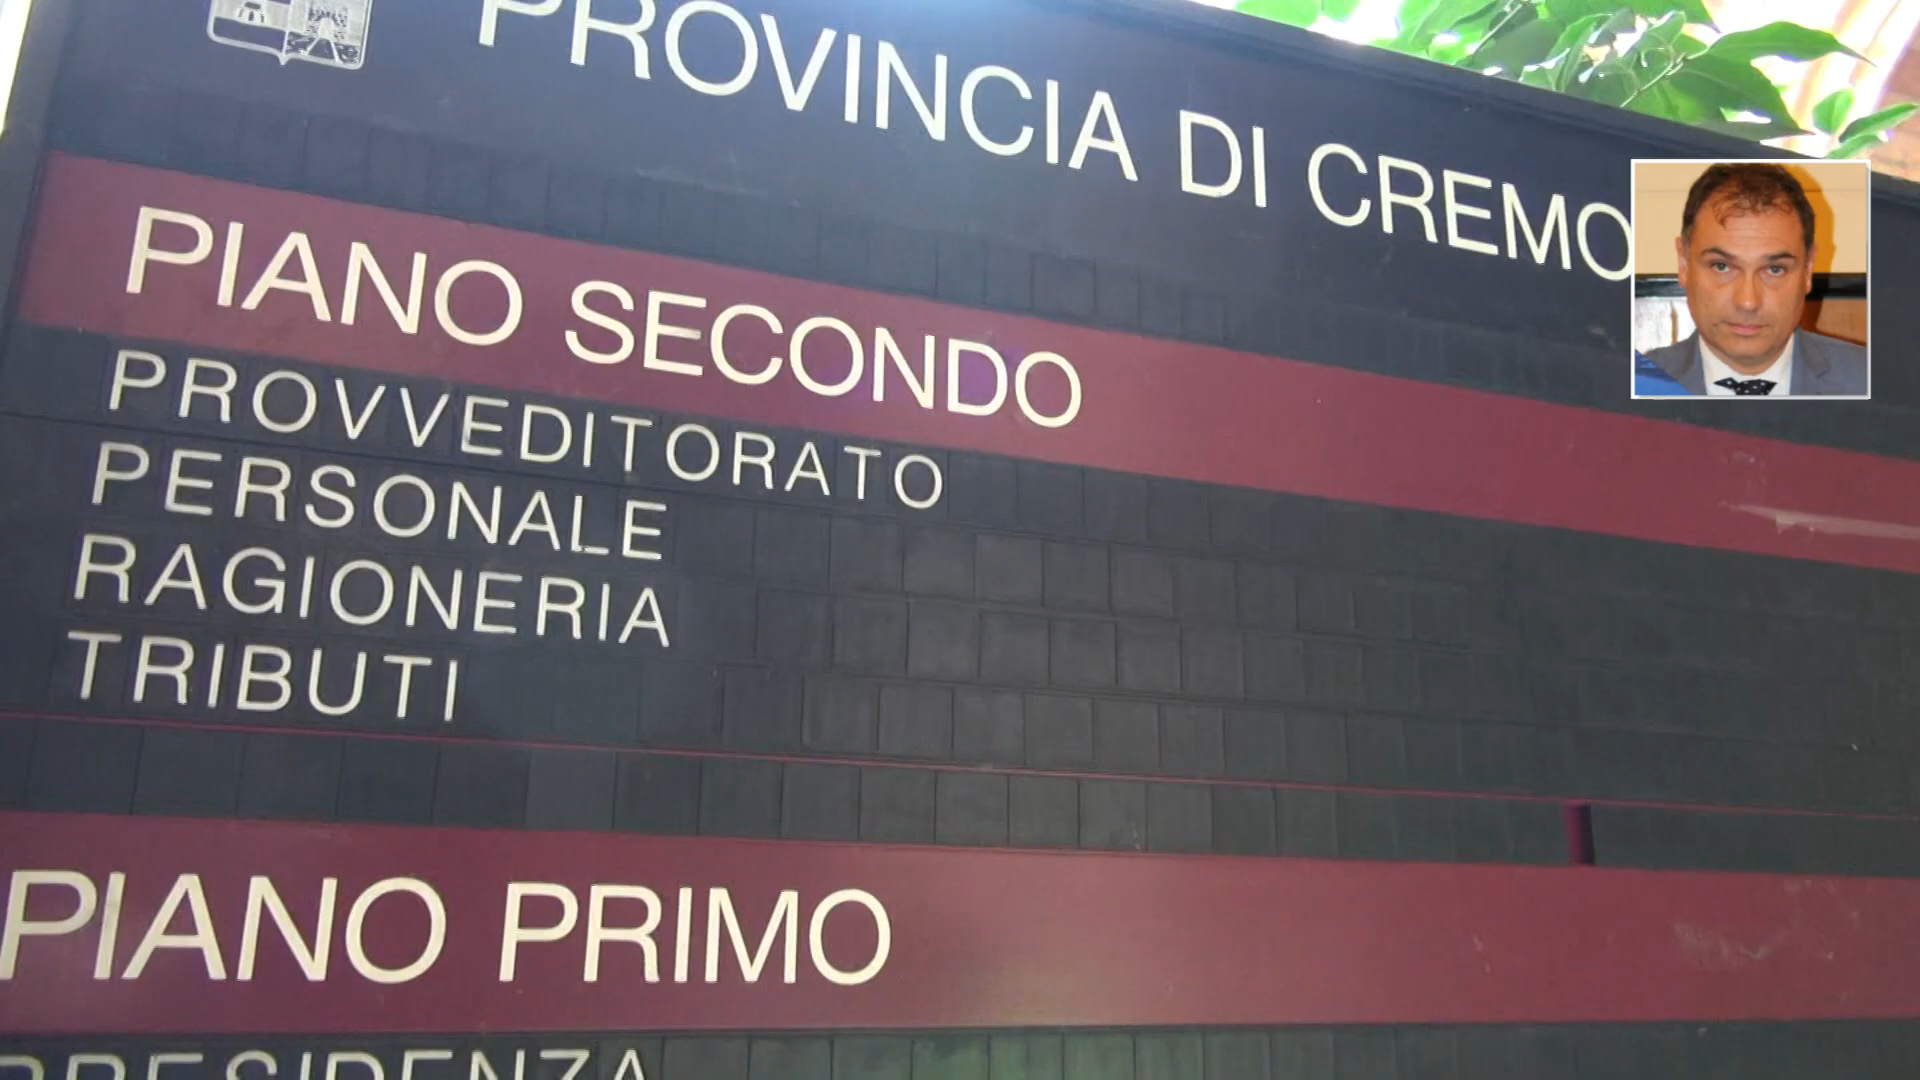 PROVINCIA DI CREMO
PIANO SECONDO
PROVVEDITORATO
PERSONALE
RAGIONERIA
TRIBUTI
PIANO PRIMO
PRESIDENZA